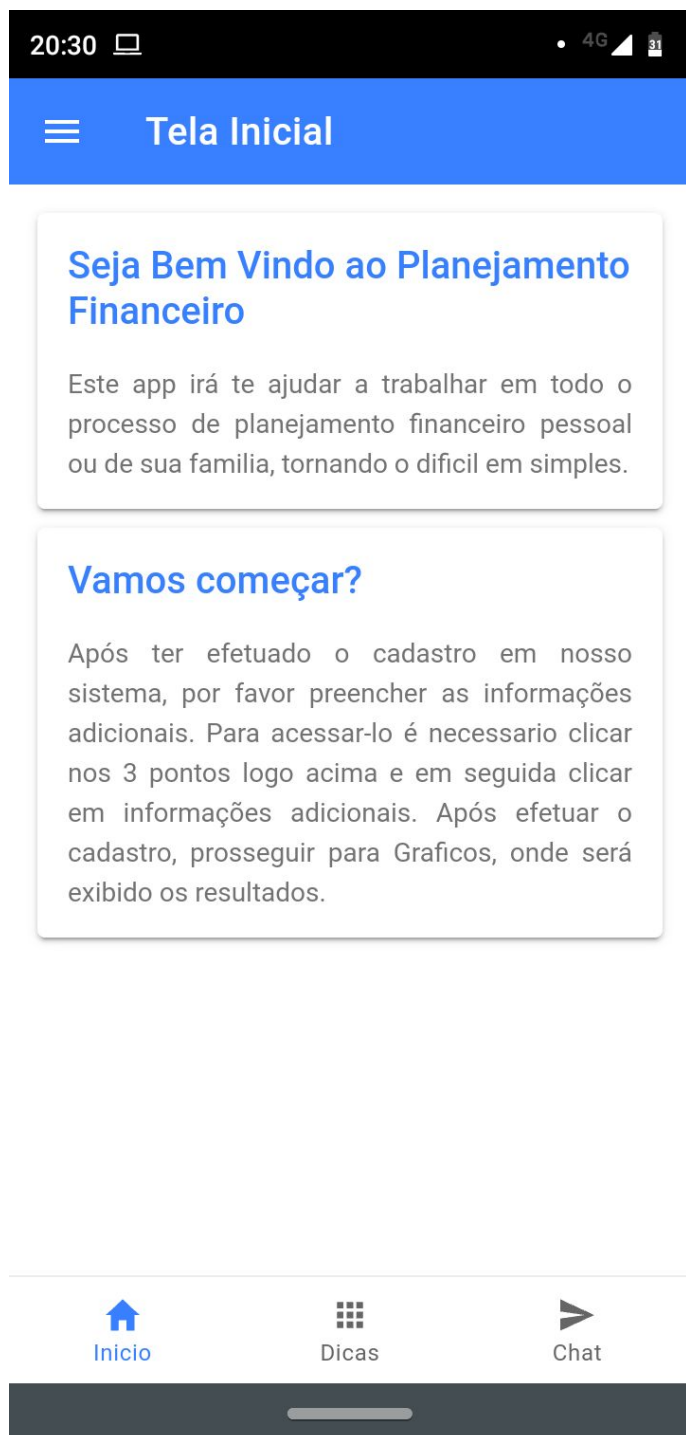 20:30
4G
31
Tela Inicial
Seja Bem Vindo ao Planejamento
Financeiro
Este app irá te ajudar a trabalhar em todo o
processo de planejamento financeiro pessoal
ou de sua familia, tornando o dificil em simples.
Vamos começar?
Após ter efetuado o cadastro em nosso
sistema, por favor preencher as informações
adicionais. Para acessar-lo é necessario clicar
nos 3 pontos logo acima e em seguida clicar
em informações adicionais. Após efetuar o
cadastro, prosseguir para Graficos, onde será
exibido os resultados.
Inicio
Dicas
Chat